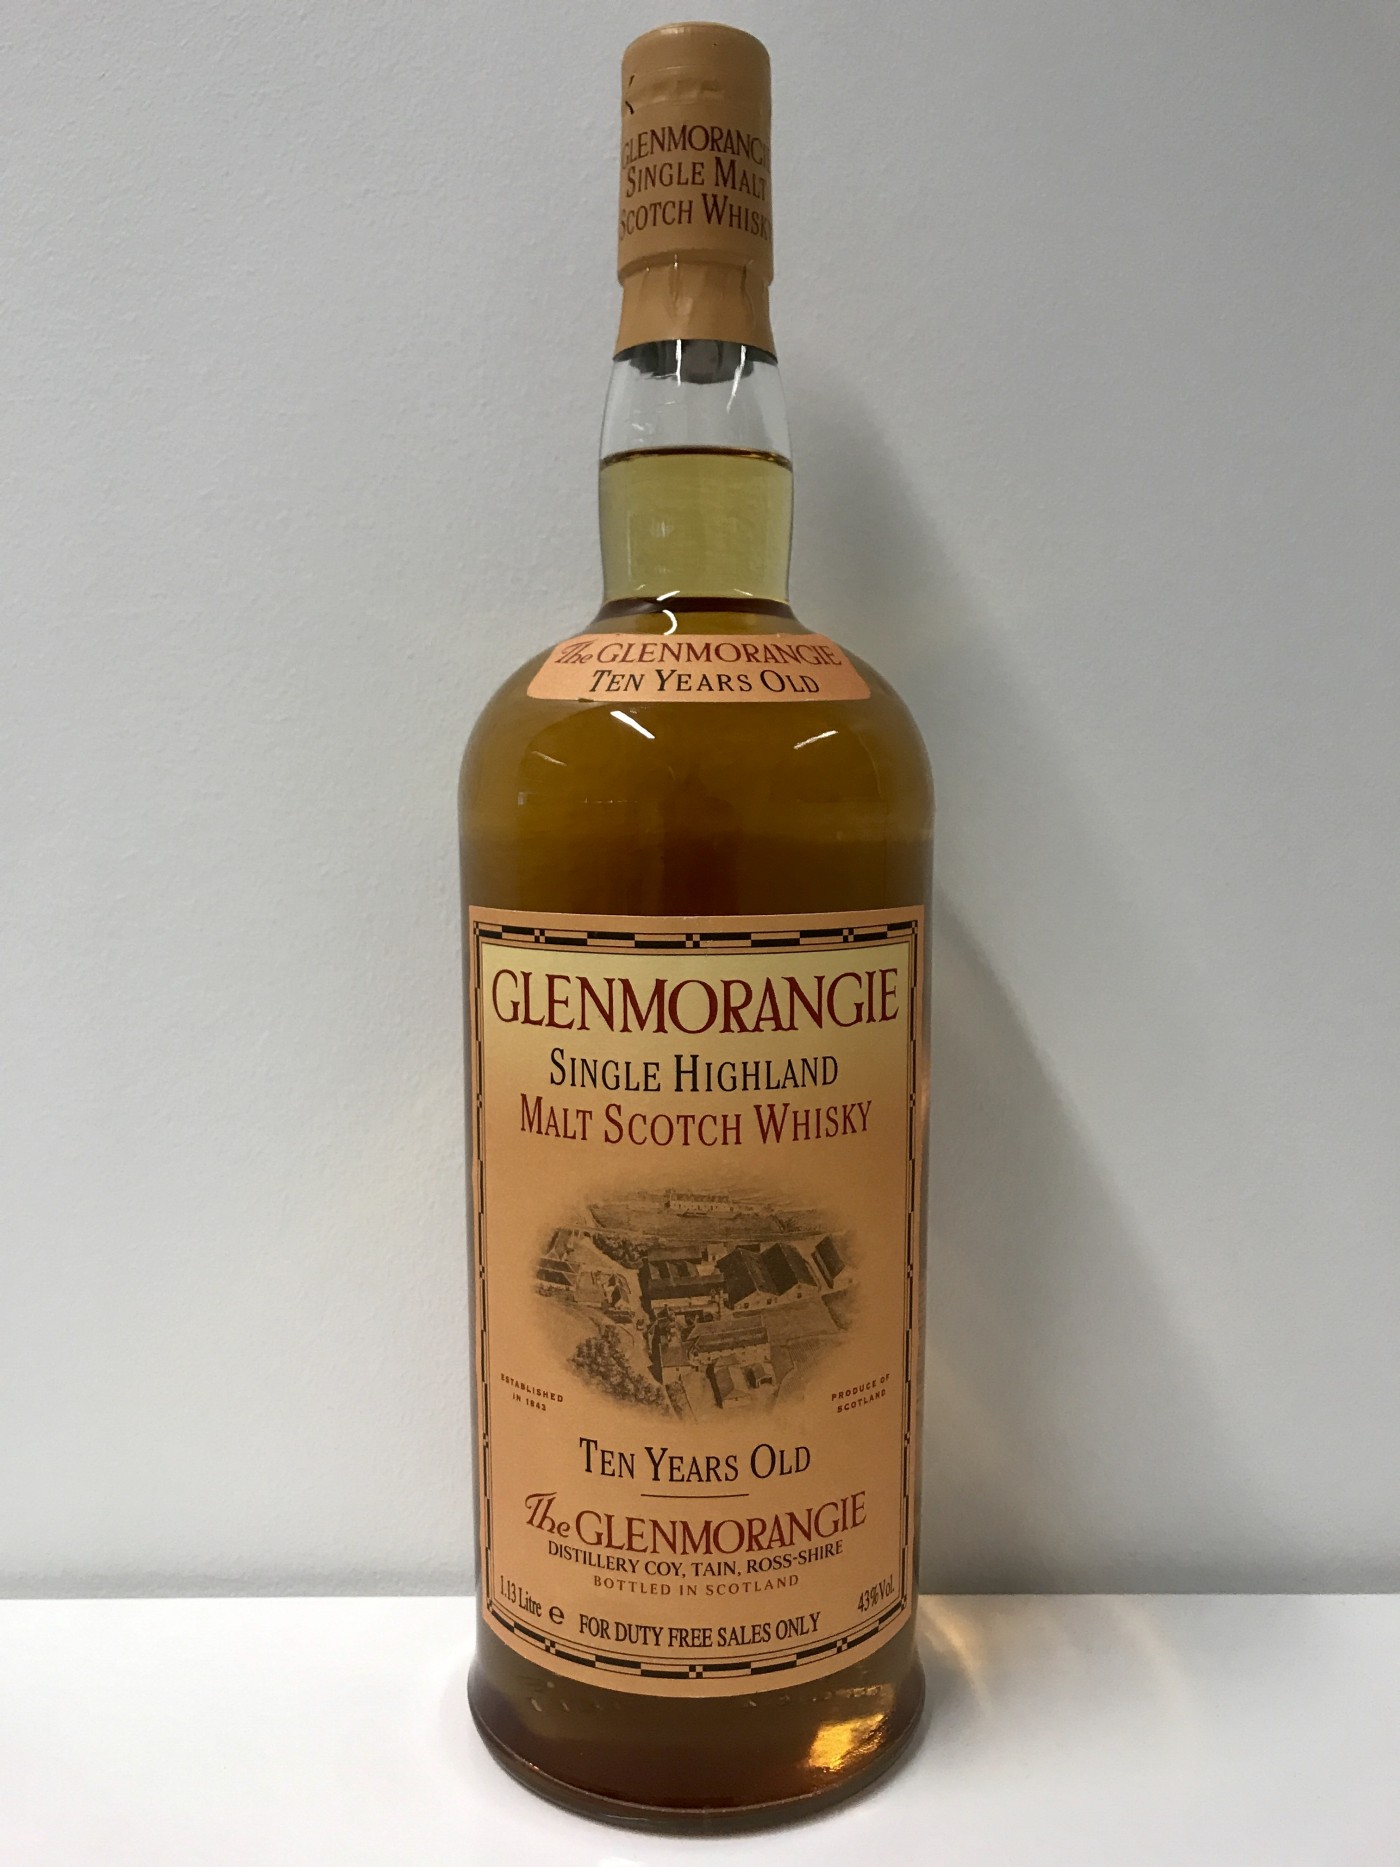 GLENMORANGIE
SINGLE MALT
SCOTCH WHISKY
The GLENMORANGIE
TEN YEARS OLD
GLENMORANGIE
SINGLE HIGHLAND
MALT SCOTCH WHISKY
ESTABLISHED
IN 1843
PRODUCE OF
SCOTLAND
TEN YEARS OLD
The GLENMORANGIE
DISTILLERY COY, TAIN, ROSS-SHIRE
BOTTLED IN SCOTLAND
1.13 Litre e
43%Vol.
FOR DUTY FREE SALES ONLY